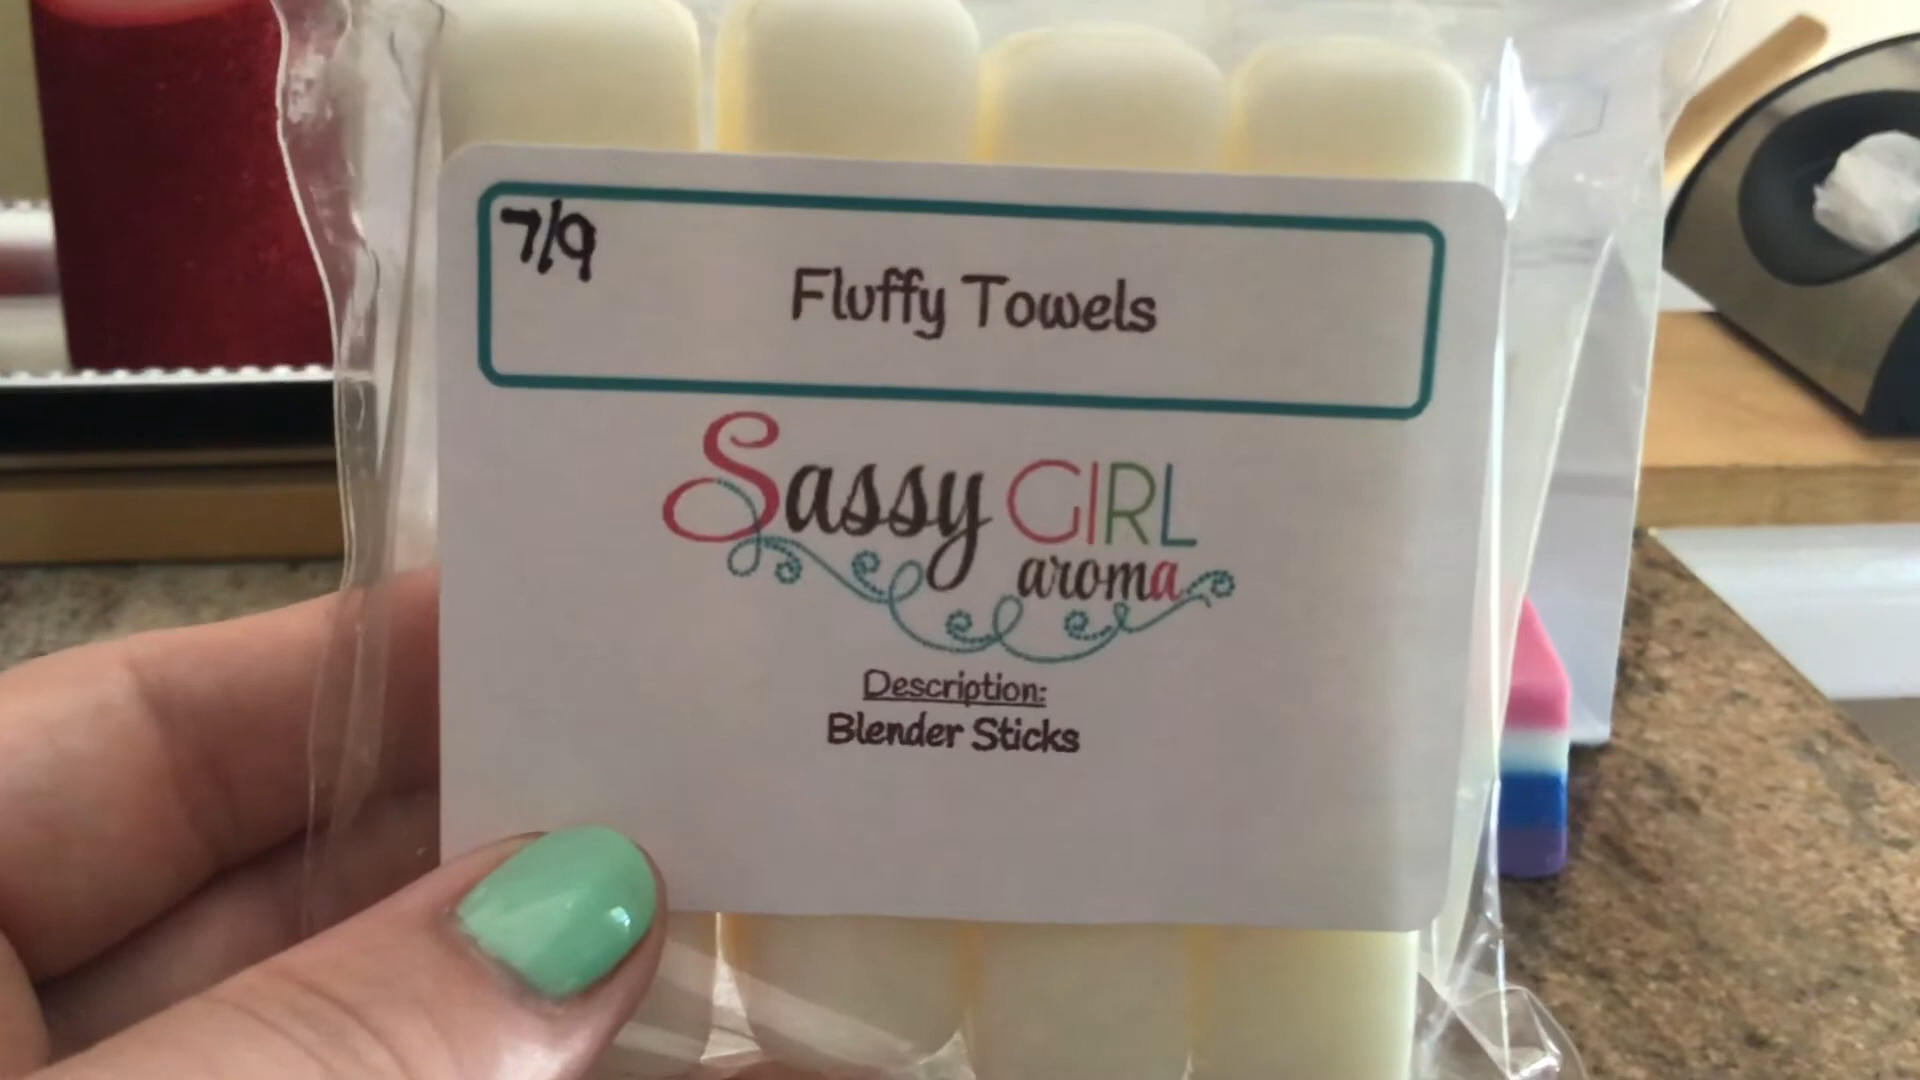 7/9
Fluffy Towels
Sassy GIRL
aroma
Description:
Blender Sticks